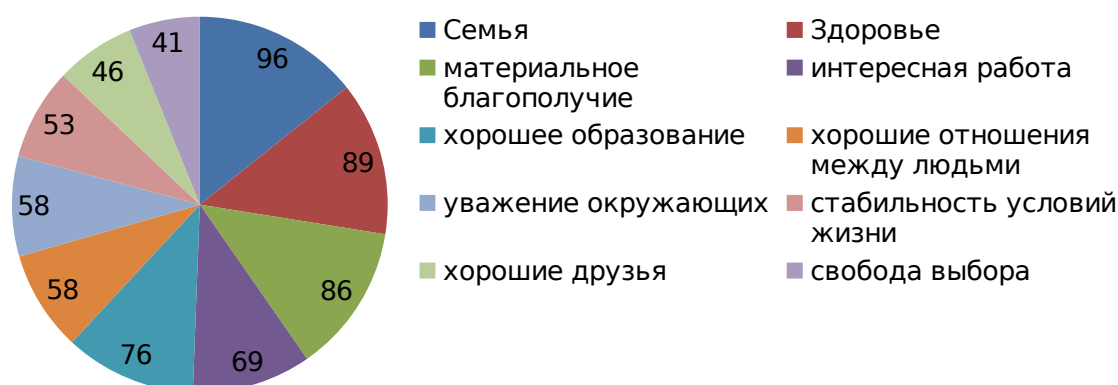 41
96
46
53
89
58
58
86
76
69
Семья
Здоровье
материальное
благополучие
интересная работа
хорошее образование
хорошие отношения
между людьми
уважение окружающих
стабильность условий
жизни
хорошие друзья
свобода выбора